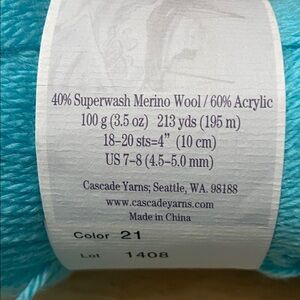 40% Superwash Merino Wool / 60% Acrylic
100 g (3.5 oz) 213 yds (195 m)
18-20 sts=4" (10 cm)
US 7-8 (4.5-5.0 mm)
Cascade Yarns; Seattle, WA. 98188
www.cascadeyarns.com
Made in China
Color 21
Lot 1408